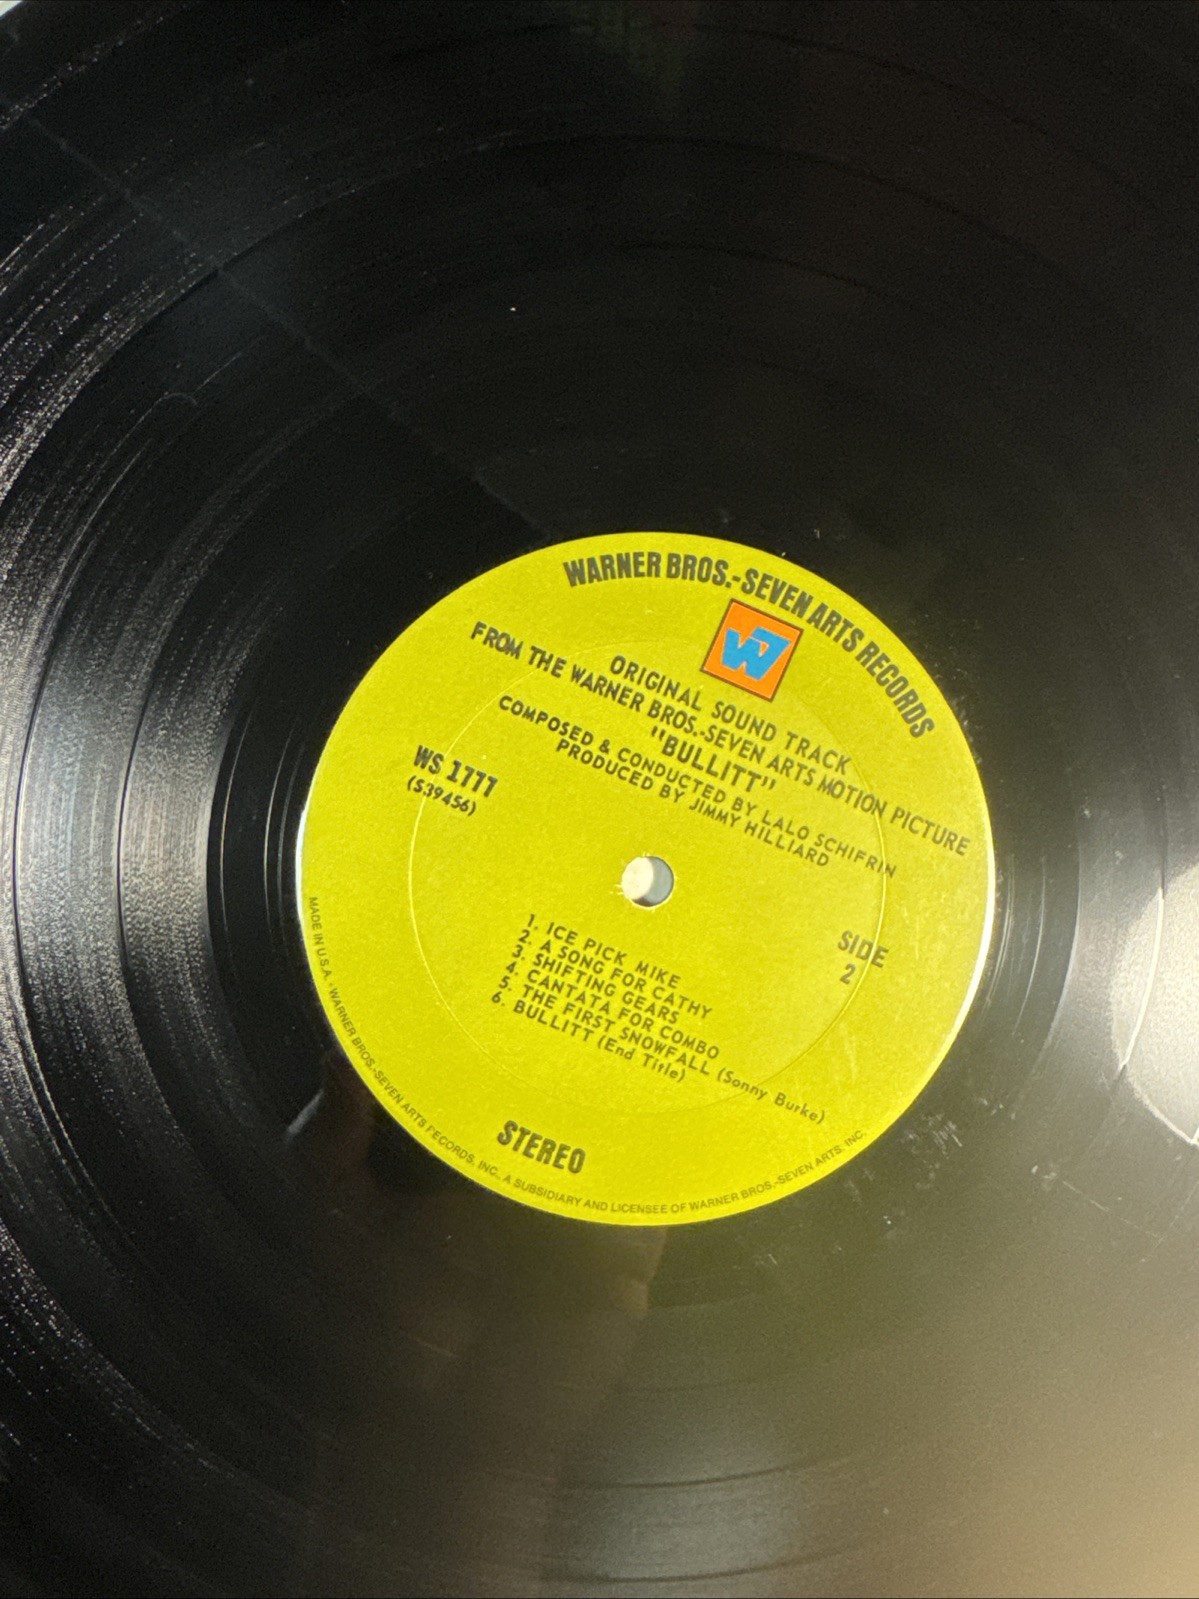 WARNER BROS.-SEVEN ARTS RECORDS
W7
ORIGINAL SOUND TRACK
FROM THE WARNER BROS.-SEVEN ARTS MOTION PICTURE
"BULLITT"
COMPOSED & CONDUCTED BY LALO SCHIFRIN
PRODUCED BY JIMMY HILLIARD
WS 1777
(S39456)
SIDE
2
1. ICE PICK MIKE
2. A SONG FOR CATHY
3. SHIFTING GEARS
4. CANTATA FOR COMBO
5. THE FIRST SNOWFALL (Sonny Burke)
6. BULLITT (End Title)
STEREO
MADE IN U.S.A. · WARNER BROS.-SEVEN ARTS RECORDS, INC., A SUBSIDIARY AND LICENSEE OF WARNER BROS.-SEVEN ARTS, INC.